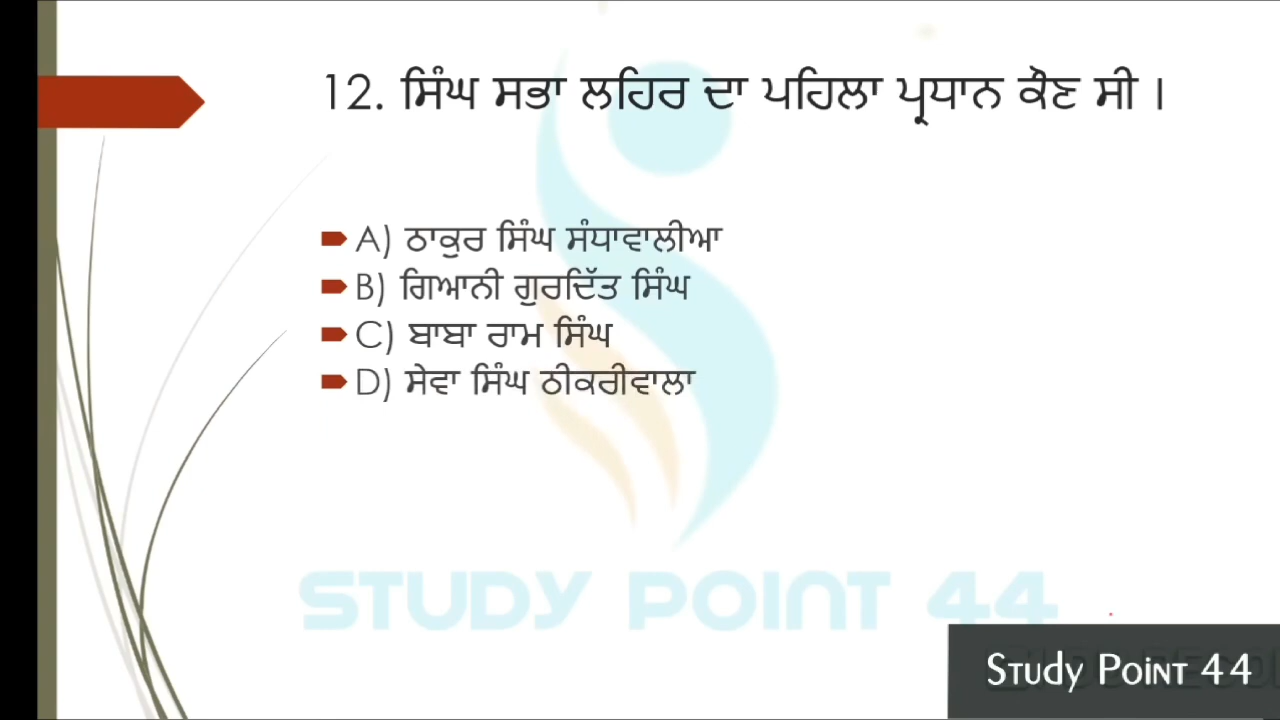 12. ਸਿੰਘ ਸਭਾ ਲਹਿਰ ਦਾ ਪਹਿਲਾ ਪ੍ਰਧਾਨ ਕੌਣ ਸੀ ।
A) ਠਾਕੁਰ ਸਿੰਘ ਸੰਧਾਵਾਲੀਆ
B) ਗਿਆਨੀ ਗੁਰਦਿੱਤ ਸਿੰਘ
C) ਬਾਬਾ ਰਾਮ ਸਿੰਘ
D) ਸੇਵਾ ਸਿੰਘ ਠੀਕਰੀਵਾਲਾ
STUDY POINT 44
Study Point 44